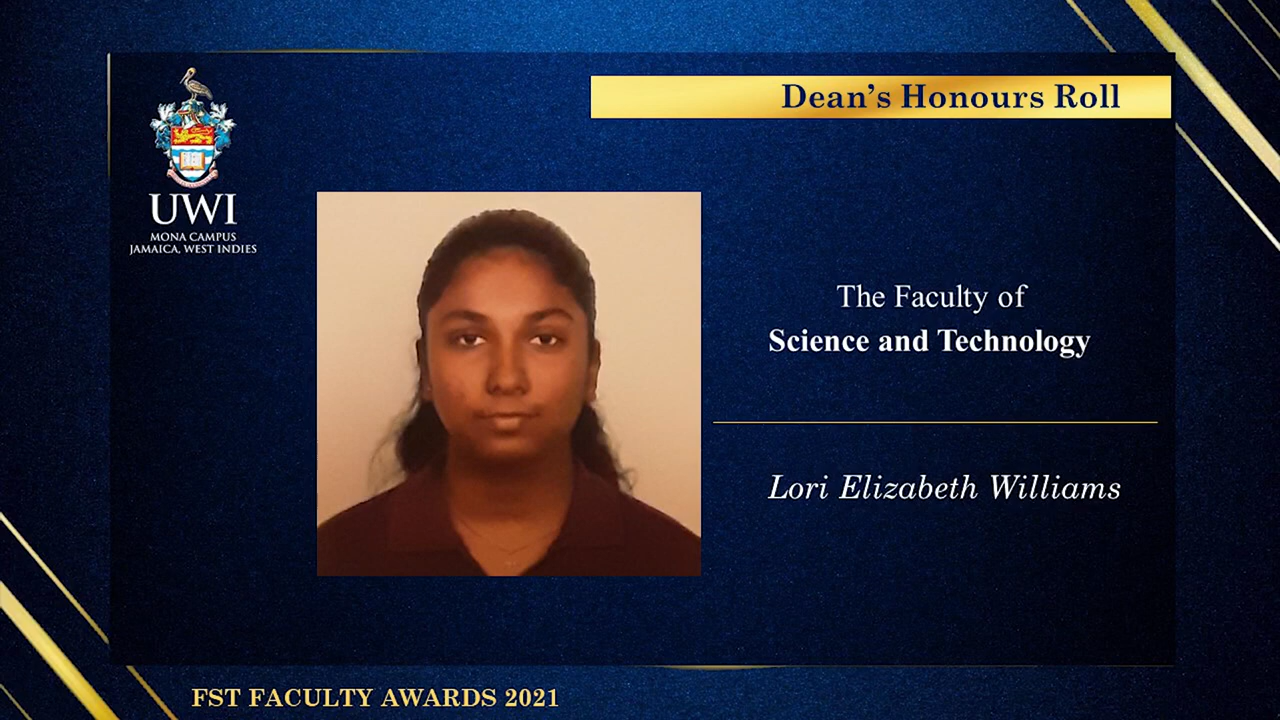 Dean's Honours Roll
UWI
MONA CAMPUS
JAMAICA, WEST INDIES
The Faculty of
Science and Technology
Lori Elizabeth Williams
FST FACULTY AWARDS 2021